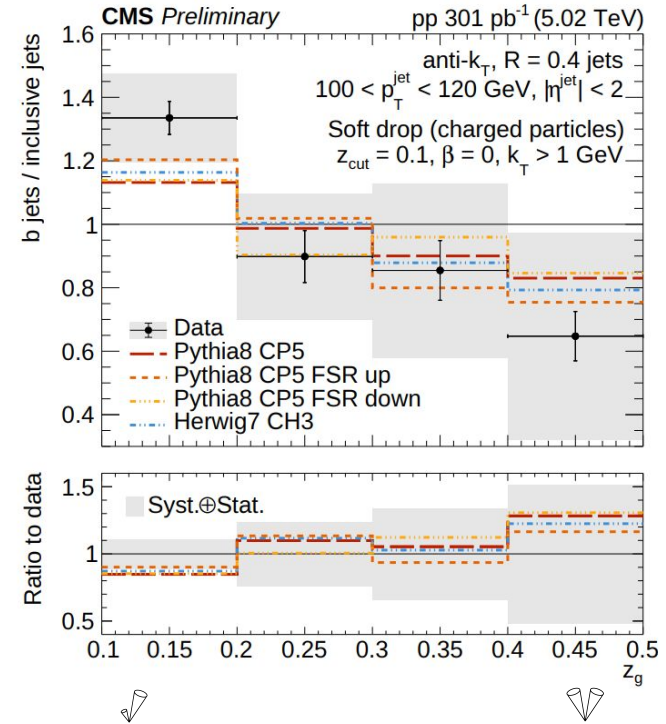 CMS Preliminary pp 301 pb⁻¹ (5.02 TeV)
b jets / inclusive jets
1.6
1.4
1.2
1
0.8
0.6
0.4
anti-k_T, R = 0.4 jets
100 < p_T^jet < 120 GeV, |η^jet| < 2
Soft drop (charged particles)
z_cut = 0.1, β = 0, k_T > 1 GeV
Data
Pythia8 CP5
Pythia8 CP5 FSR up
Pythia8 CP5 FSR down
Herwig7 CH3
Ratio to data
1.5
1
0.5
Syst.⊕Stat.
0.1 0.15 0.2 0.25 0.3 0.35 0.4 0.45 0.5
z_g